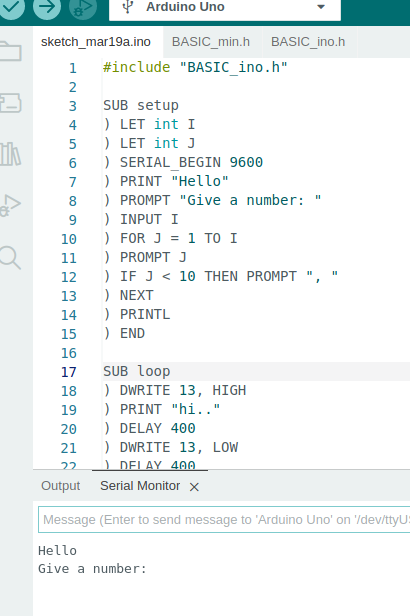 Arduino Uno
sketch_mar19a.ino BASIC_min.h BASIC_ino.h
1 #include "BASIC_ino.h"
2
3 SUB setup
4 ) LET int I
5 ) LET int J
6 ) SERIAL_BEGIN 9600
7 ) PRINT "Hello"
8 ) PROMPT "Give a number: "
9 ) INPUT I
10 ) FOR J = 1 TO I
11 ) PROMPT J
12 ) IF J < 10 THEN PROMPT ", "
13 ) NEXT
14 ) PRINTL
15 ) END
16
17 SUB loop
18 ) DWRITE 13, HIGH
19 ) PRINT "hi.."
20 ) DELAY 400
21 ) DWRITE 13, LOW
22 ) DELAY 400
Output Serial Monitor ×
Message (Enter to send message to 'Arduino Uno' on '/dev/ttyUS
Hello
Give a number: